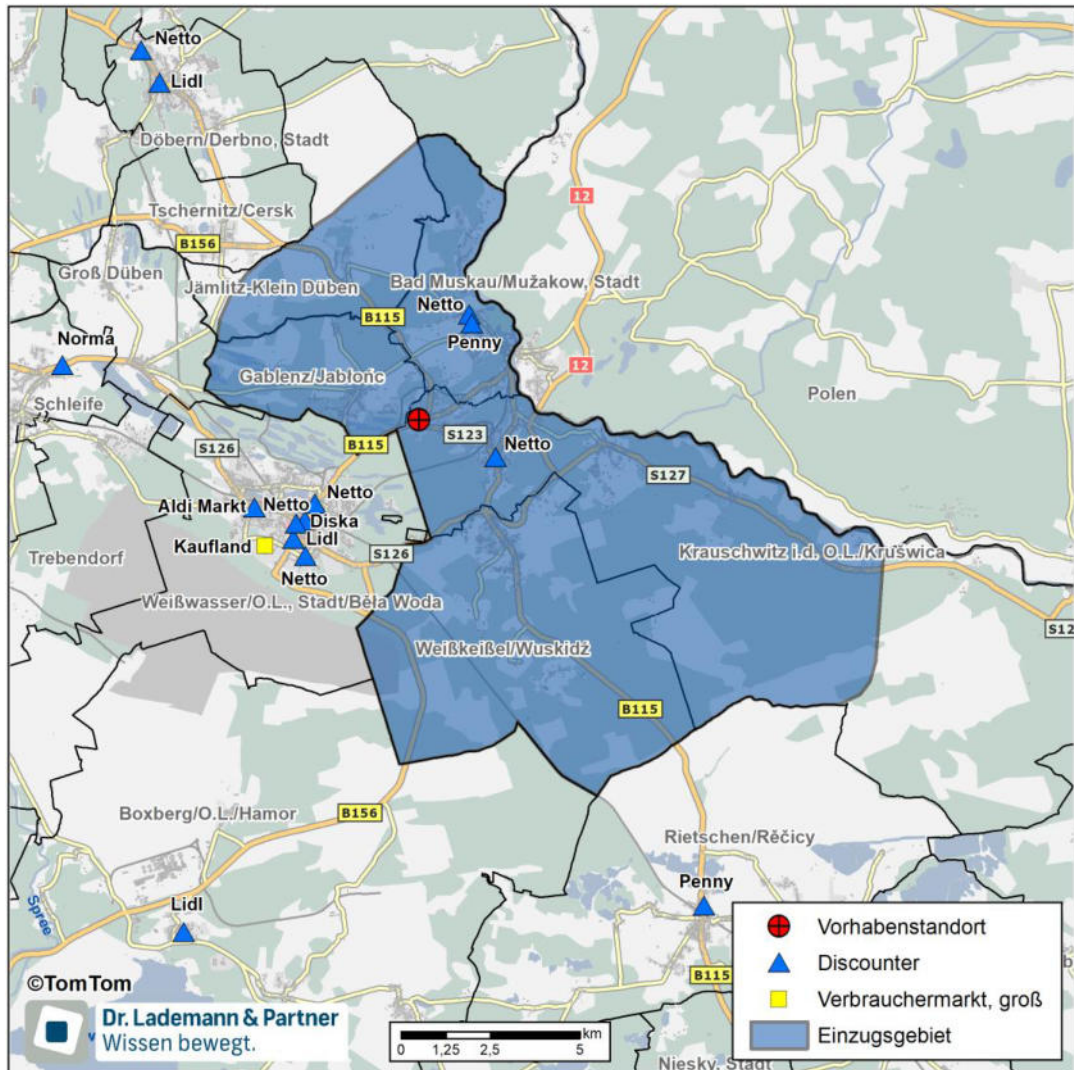 Netto
Lidl
Döbern/Derbno, Stadt
12
Tschernitz/Cersk
B156
Groß Düben
Jämlitz-Klein Düben
Bad Muskau/Mužakow, Stadt
Netto
B115
Penny
Norma
12
Gablenz/Jabłońc
Polen
Schleife
S126
B115
S123
Netto
S127
Aldi Markt
Netto
Netto
Diska
Kaufland
Lidl
S126
Netto
Trebendorf
Krauschwitz i.d. O.L./Krušwica
Weißwasser/O.L., Stadt/Běla Woda
S12
Weißkeißel/Wuskidź
B115
Boxberg/O.L./Hamor
B156
Rietschen/Rěčicy
Penny
Spree
Lidl
B115
©TomTom
Dr. Lademann & Partner
Wissen bewegt.
km
0 1,25 2,5 5
Vorhabenstandort
Discounter
Verbrauchermarkt, groß
Einzugsgebiet
Niesky, Stadt